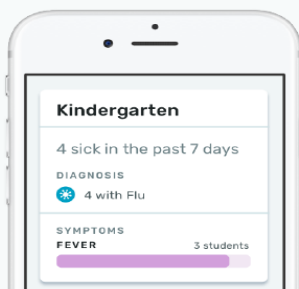 Kindergarten
4 sick in the past 7 days
DIAGNOSIS
4 with Flu
SYMPTOMS
FEVER 3 students